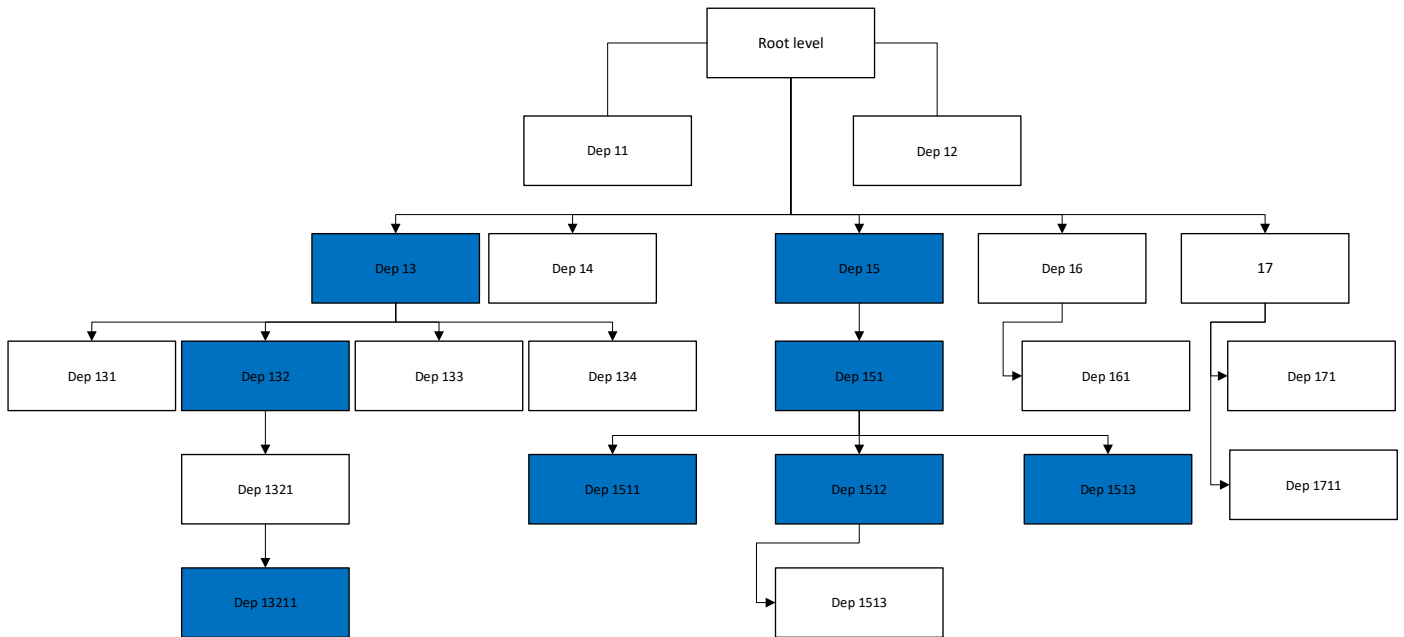 Root level
Dep 11
Dep 12
Dep 13
Dep 14
Dep 15
Dep 16
17
Dep 131
Dep 132
Dep 133
Dep 134
Dep 151
Dep 161
Dep 171
Dep 1321
Dep 1511
Dep 1512
Dep 1513
Dep 1711
Dep 13211
Dep 1513